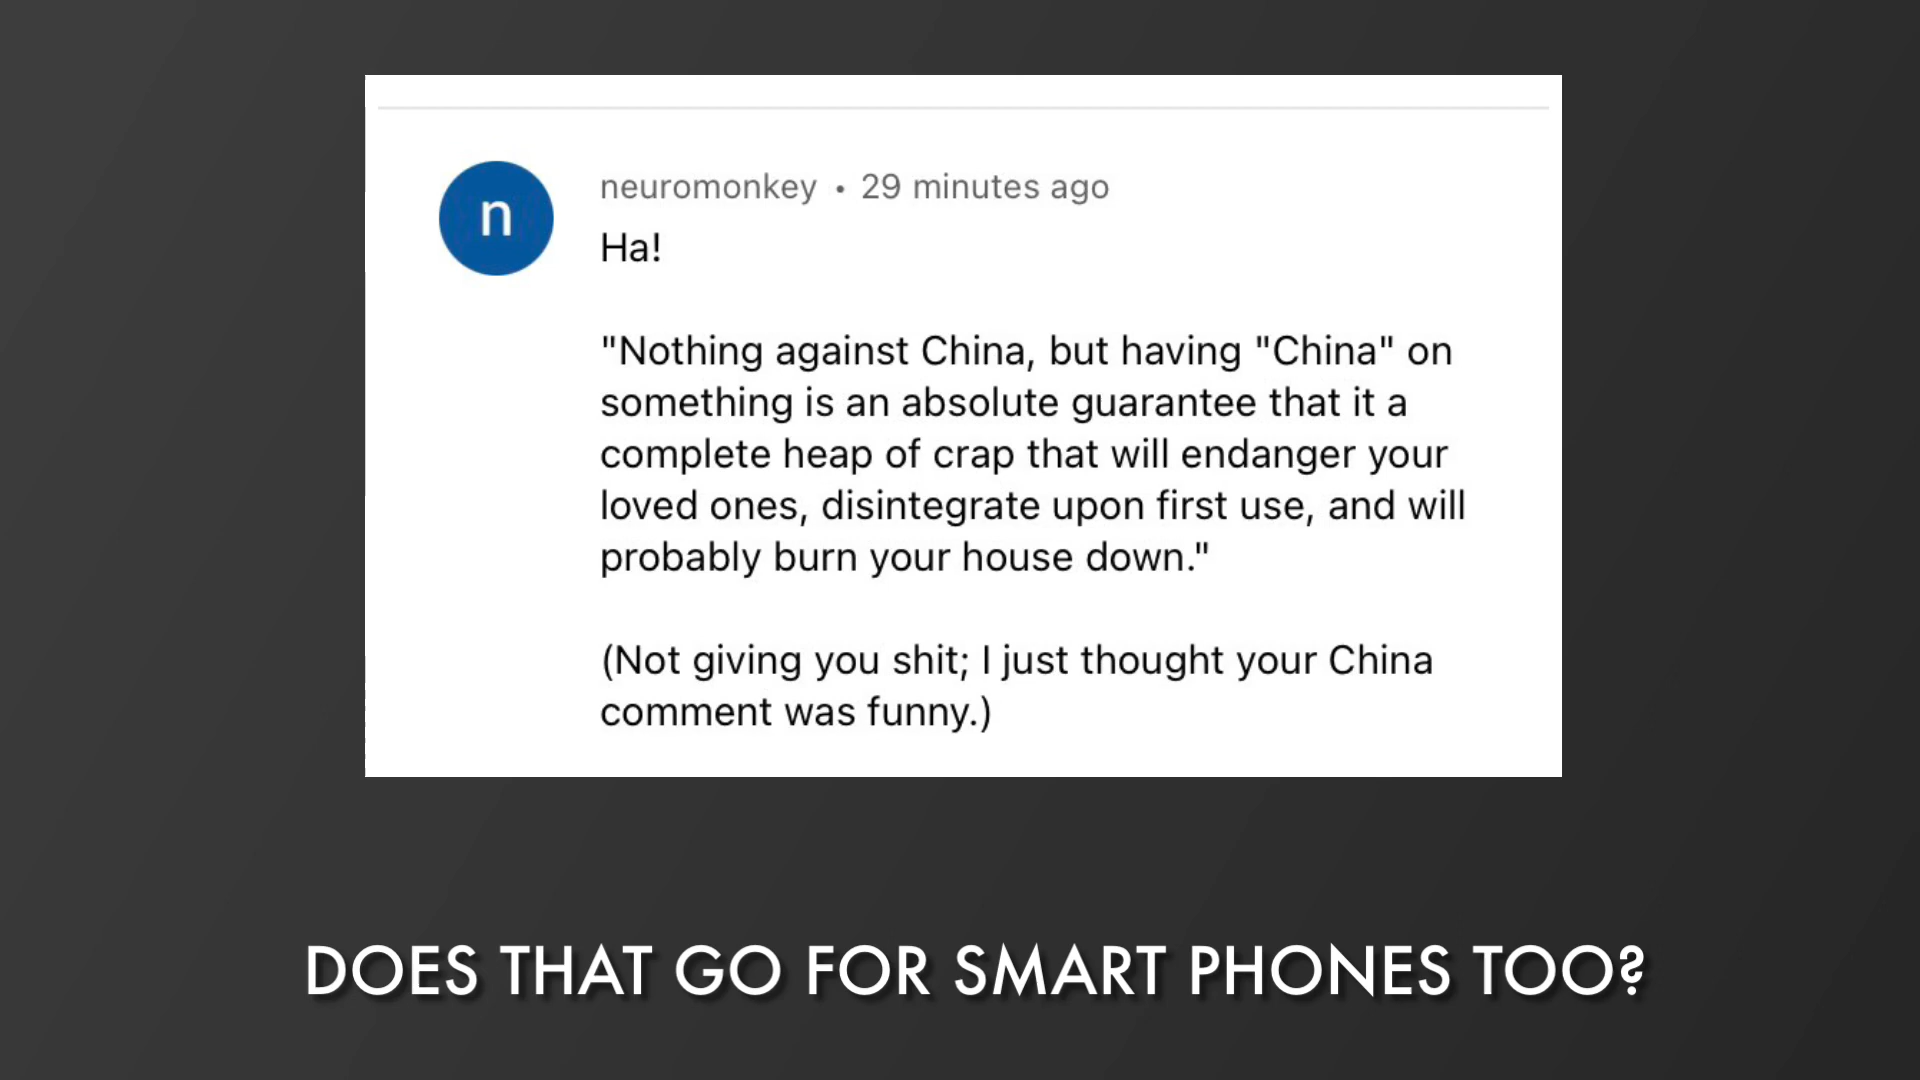 n
neuromonkey • 29 minutes ago
Ha!
"Nothing against China, but having "China" on
something is an absolute guarantee that it a
complete heap of crap that will endanger your
loved ones, disintegrate upon first use, and will
probably burn your house down."
(Not giving you shit; I just thought your China
comment was funny.)
DOES THAT GO FOR SMART PHONES TOO?